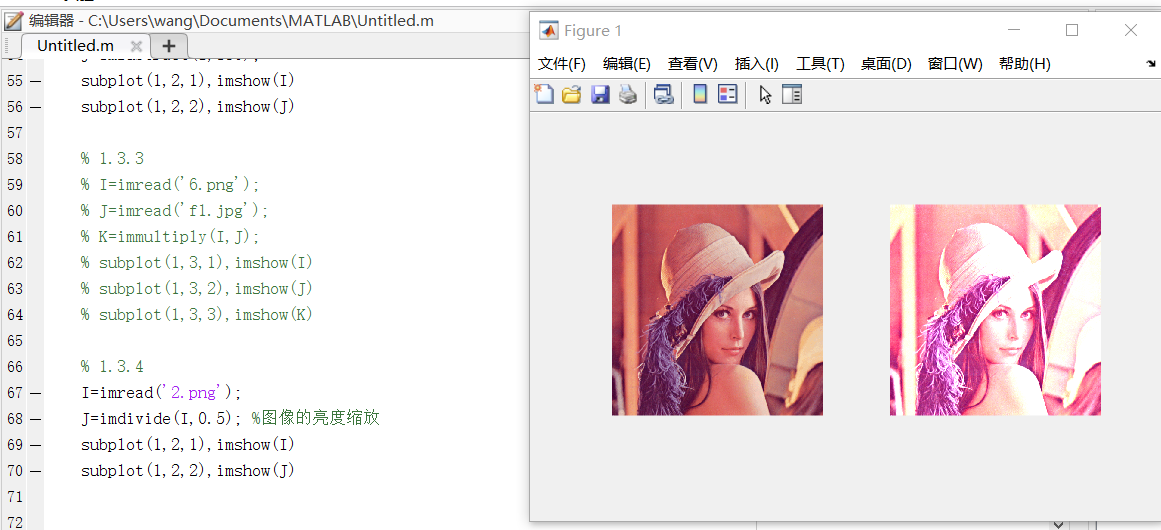 编辑器 - C:\Users\wang\Documents\MATLAB\Untitled.m
Untitled.m
55 subplot(1,2,1),imshow(I)
56 subplot(1,2,2),imshow(J)
57
58 % 1.3.3
59 % I=imread('6.png');
60 % J=imread('f1.jpg');
61 % K=immultiply(I,J);
62 % subplot(1,3,1),imshow(I)
63 % subplot(1,3,2),imshow(J)
64 % subplot(1,3,3),imshow(K)
65
66 % 1.3.4
67 I=imread('2.png');
68 J=imdivide(I,0.5); %图像的亮度缩放
69 subplot(1,2,1),imshow(I)
70 subplot(1,2,2),imshow(J)
71
72
Figure 1
文件(F) 编辑(E) 查看(V) 插入(I) 工具(T) 桌面(D) 窗口(W) 帮助(H)